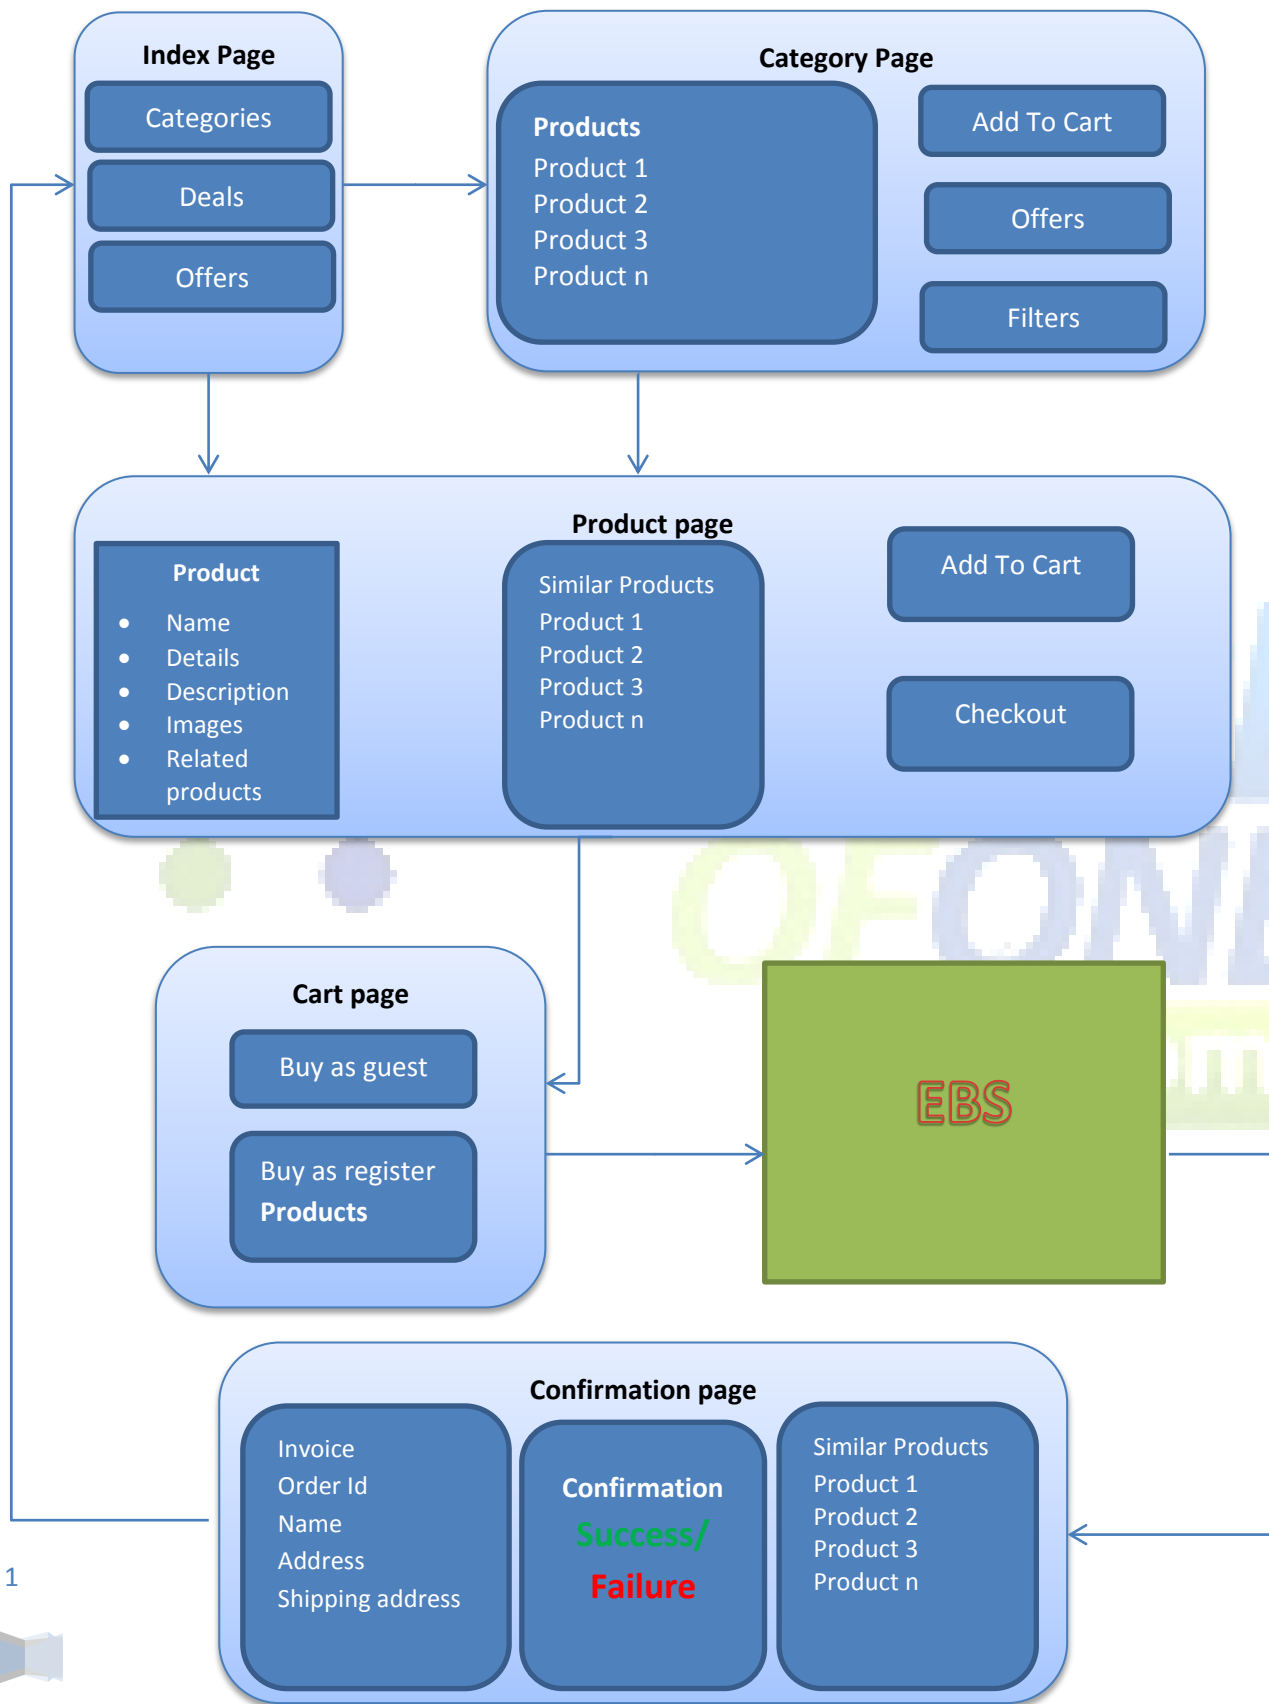 Index Page
Categories
Deals
Offers
Category Page
Products
Product 1
Product 2
Product 3
Product n
Add To Cart
Offers
Filters
Product page
Product
• Name
• Details
• Description
• Images
• Related
products
Similar Products
Product 1
Product 2
Product 3
Product n
Add To Cart
Checkout
OFON
Cart page
Buy as guest
Buy as register
Products
EBS
Confirmation page
Invoice
Order Id
Name
Address
Shipping address
Confirmation
Success/
Failure
Similar Products
Product 1
Product 2
Product 3
Product n
1